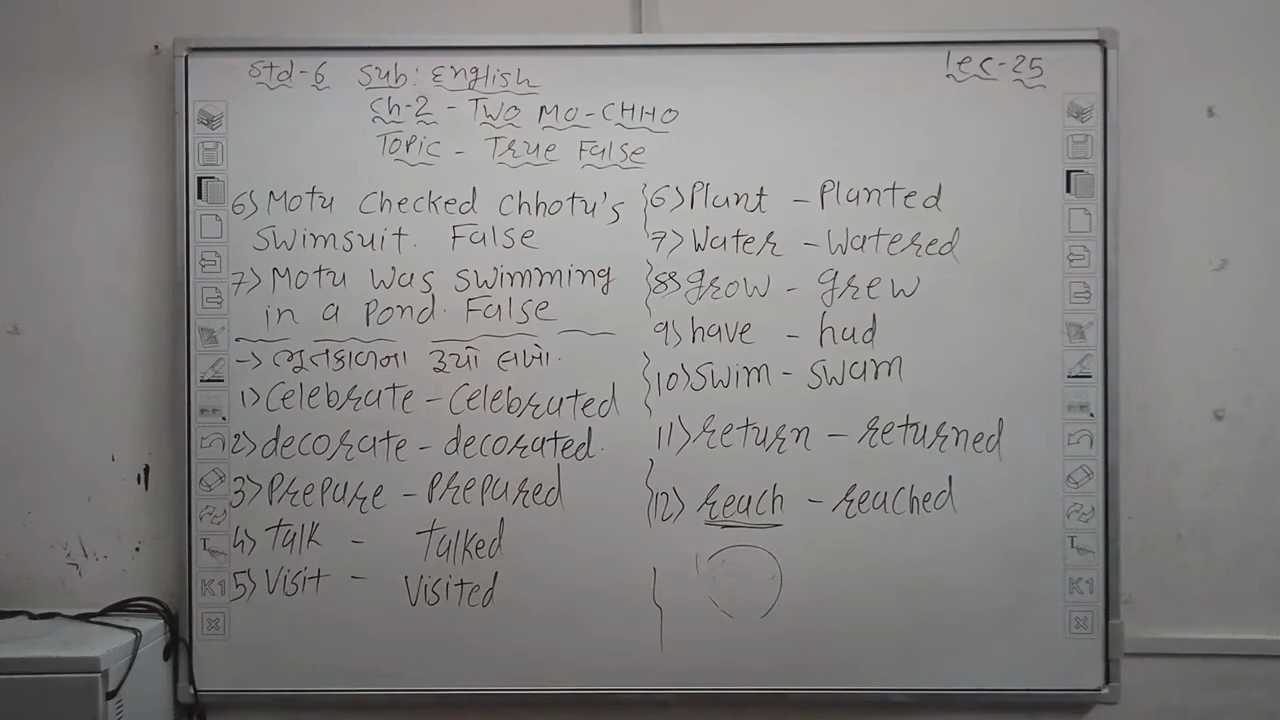 Std-6 Sub: English
Lec-25
Ch-2 - TWO MO-CHHO
Topic - True False
6) Motu checked Chhotu's
swimsuit. False
7) Motu was swimming
in a pond. False
→ ભૂતકાળના રૂપો લખો.
1) Celebrate - Celebrated
2) decorate - decorated.
3) Prepare - Prepared
4) Talk - Talked
5) Visit - Visited
6) Plant - Planted
7) Water - Watered
8) grow - grew
9) have - had
10) Swim - Swam
11) return - returned
12) reach - reached
T
K1
T
K1